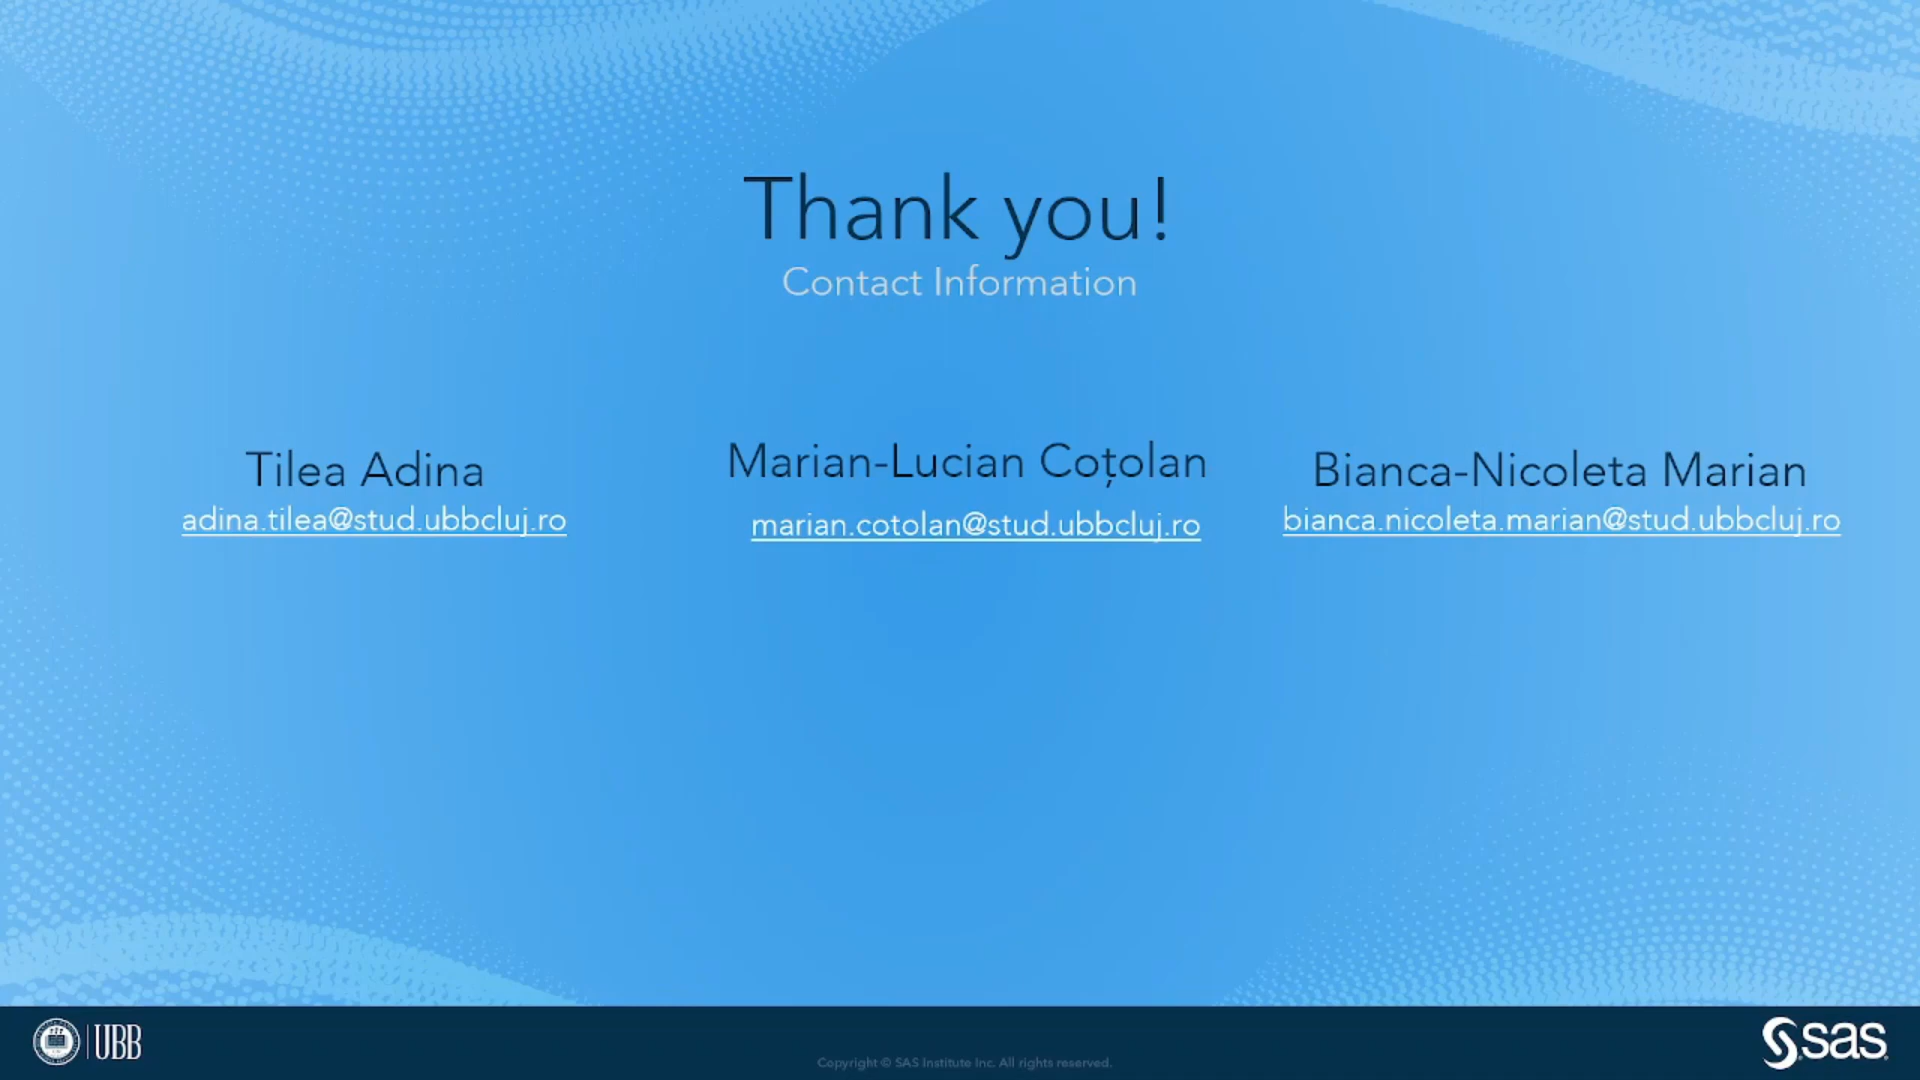 Thank you!
Contact Information
Tilea Adina
adina.tilea@stud.ubbcluj.ro
Marian-Lucian Coțolan
marian.cotolan@stud.ubbcluj.ro
Bianca-Nicoleta Marian
bianca.nicoleta.marian@stud.ubbcluj.ro
UBB
Copyright © SAS Institute Inc. All rights reserved.
sas